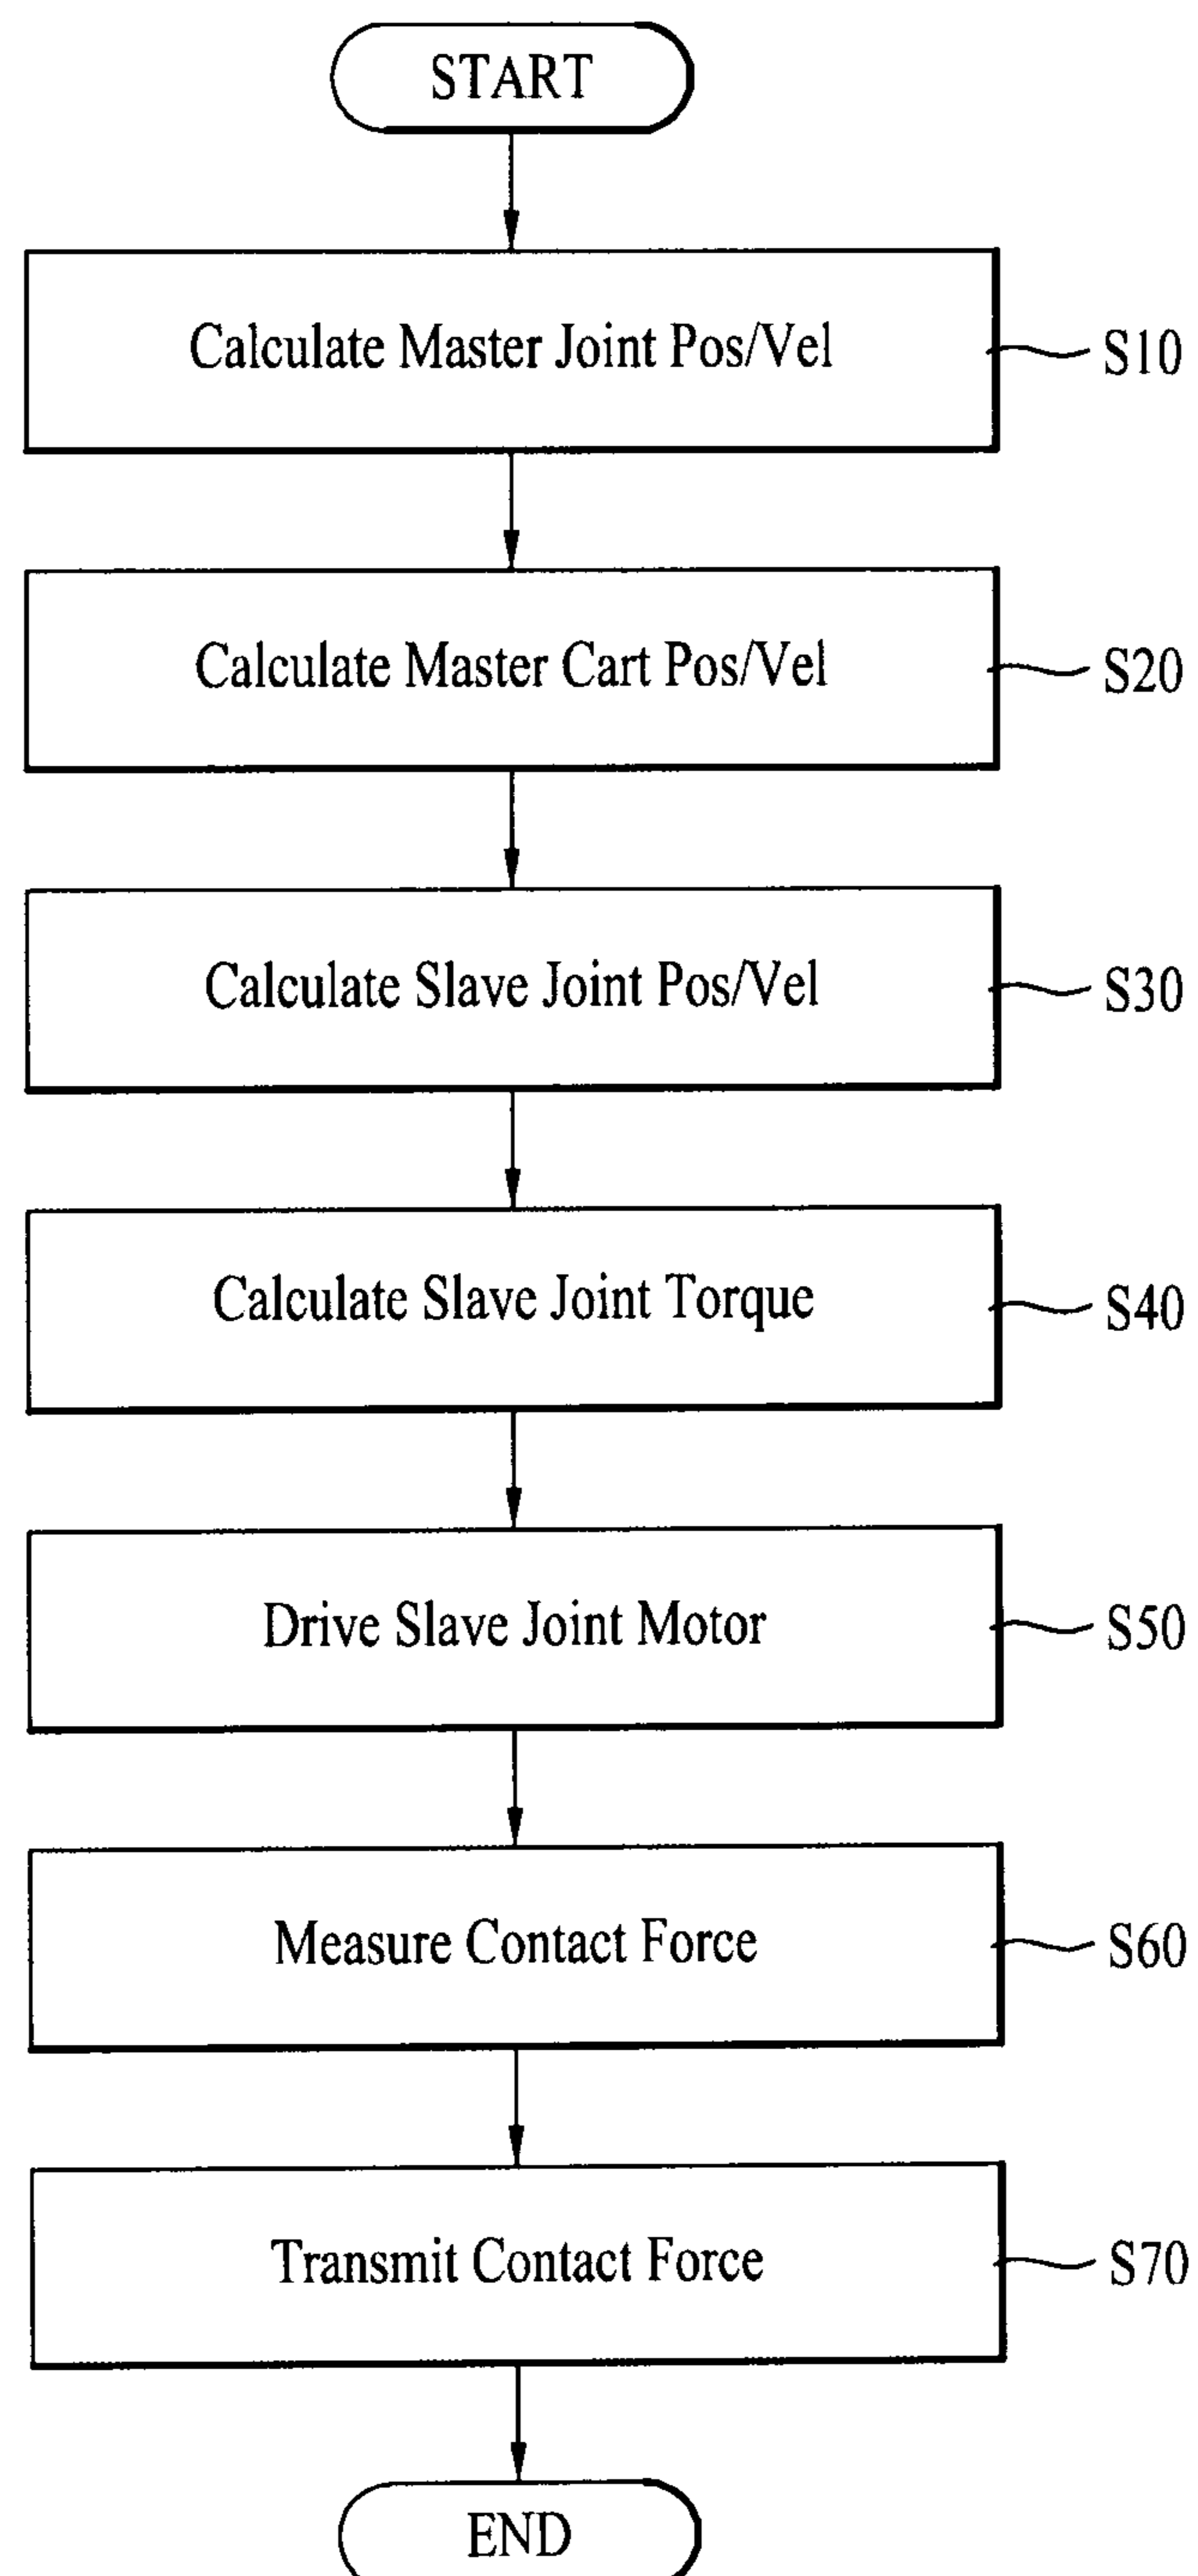 START
Calculate Master Joint Pos/Vel
S10
Calculate Master Cart Pos/Vel
S20
Calculate Slave Joint Pos/Vel
S30
Calculate Slave Joint Torque
S40
Drive Slave Joint Motor
S50
Measure Contact Force
S60
Transmit Contact Force
S70
END